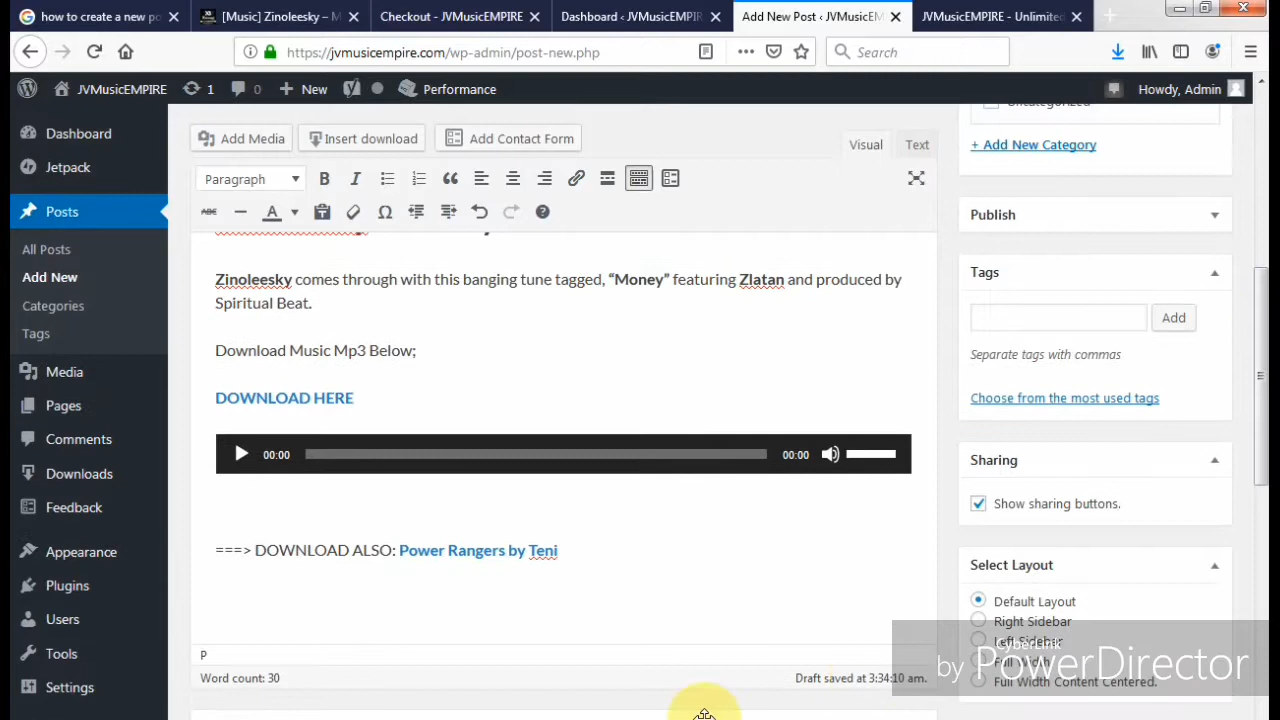 how to create a new po
[Music] Zinoleesky – M
Checkout - JVMusicEMPIRE
Dashboard ‹ JVMusicEMPIR
Add New Post ‹ JVMusicEM
JVMusicEMPIRE - Unlimited
https://jvmusicempire.com/wp-admin/post-new.php
Search
JVMusicEMPIRE
1
0
New
Performance
Howdy, Admin
Dashboard
Jetpack
Posts
All Posts
Add New
Categories
Tags
Media
Pages
Comments
Downloads
Feedback
Appearance
Plugins
Users
Tools
Settings
Add Media
Insert download
Add Contact Form
Visual
Text
Paragraph
B
I
ABC
A
Zinoleesky comes through with this banging tune tagged, “Money” featuring Zlatan and produced by
Spiritual Beat.
Download Music Mp3 Below;
DOWNLOAD HERE
00:00
00:00
===> DOWNLOAD ALSO: Power Rangers by Teni
P
Word count: 30
Draft saved at 3:34:10 am.
Uncategorized
+ Add New Category
Publish
Tags
Add
Separate tags with commas
Choose from the most used tags
Sharing
Show sharing buttons.
Select Layout
Default Layout
Right Sidebar
Left Sidebar
Full Width
Full Width Content Centered.
CyberLink
by PowerDirector